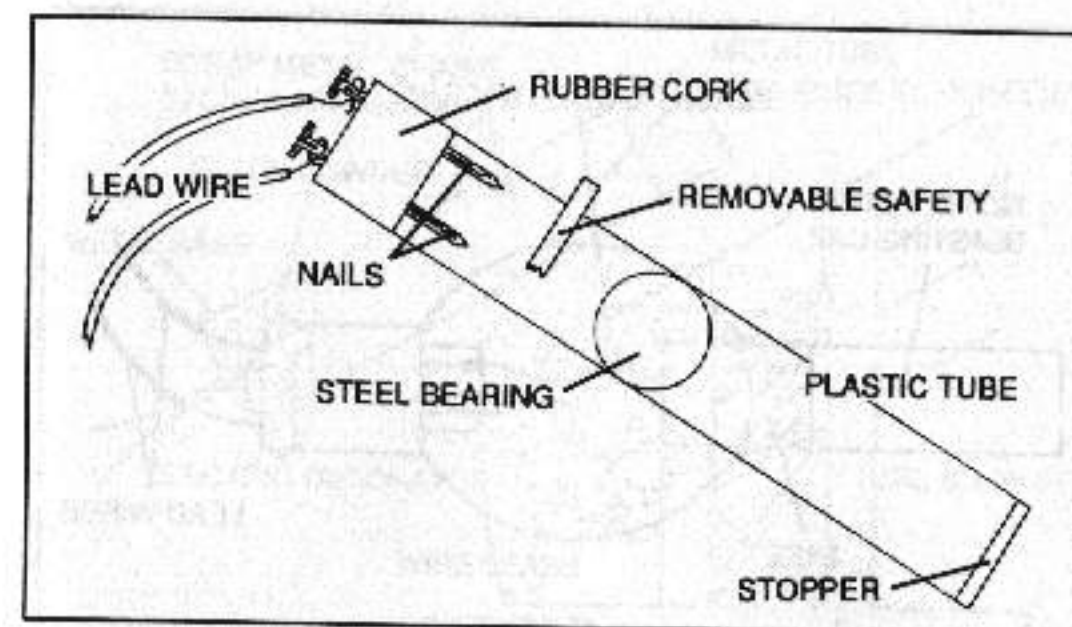 RUBBER CORK
LEAD WIRE
REMOVABLE SAFETY
NAILS
STEEL BEARING
PLASTIC TUBE
STOPPER